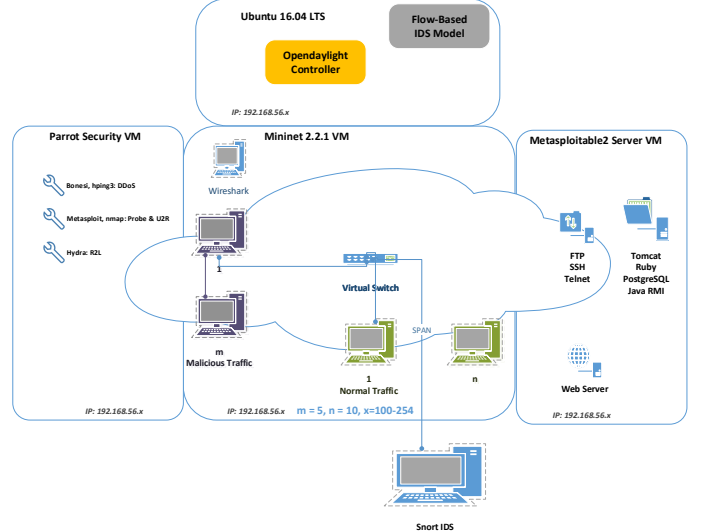 Ubuntu 16.04 LTS
Flow-Based
IDS Model
Opendaylight
Controller
IP: 192.168.56.x
Parrot Security VM
Bonesi, hping3: DDoS
Metasploit, nmap: Probe & U2R
Hydra: R2L
IP: 192.168.56.x
Mininet 2.2.1 VM
Wireshark
1
m
Malicious Traffic
Virtual Switch
SPAN
1
Normal Traffic
n
IP: 192.168.56.x
m = 5, n = 10, x=100-254
Metasploitable2 Server VM
FTP
SSH
Telnet
Tomcat
Ruby
PostgreSQL
Java RMI
Web Server
IP: 192.168.56.x
Snort IDS